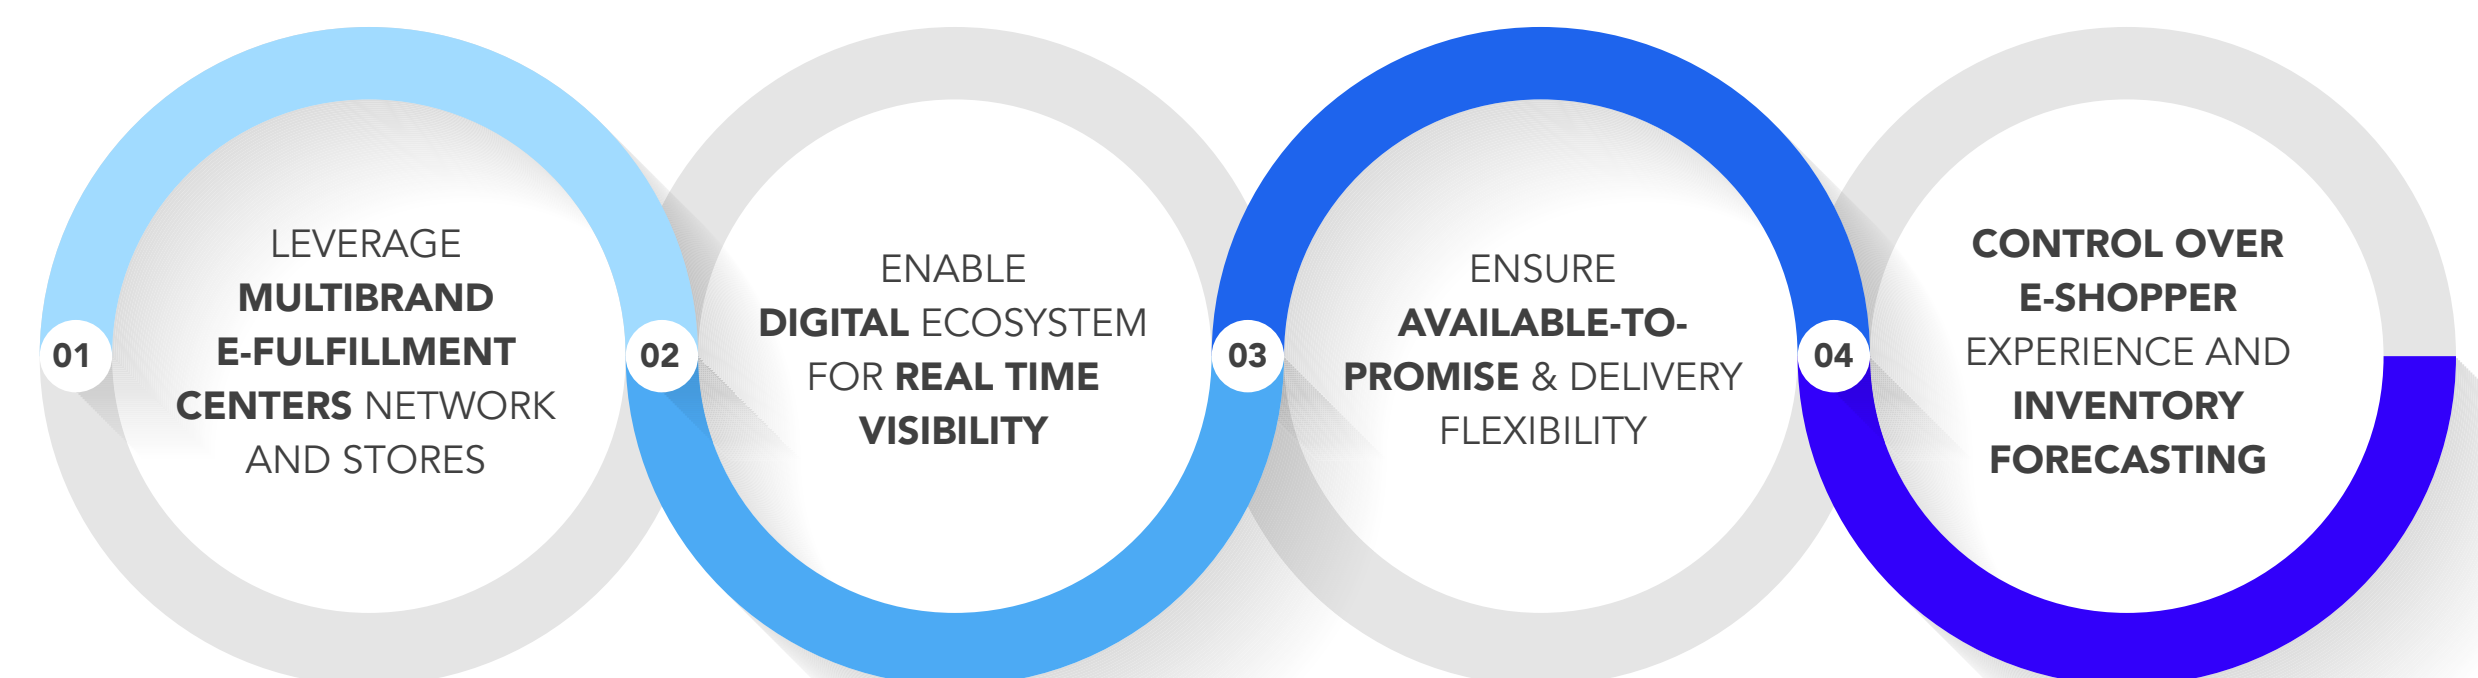 01
LEVERAGE
MULTIBRAND
E-FULFILLMENT
CENTERS NETWORK
AND STORES
02
ENABLE
DIGITAL ECOSYSTEM
FOR REAL TIME
VISIBILITY
03
ENSURE
AVAILABLE-TO-
PROMISE & DELIVERY
FLEXIBILITY
04
CONTROL OVER
E-SHOPPER
EXPERIENCE AND
INVENTORY
FORECASTING